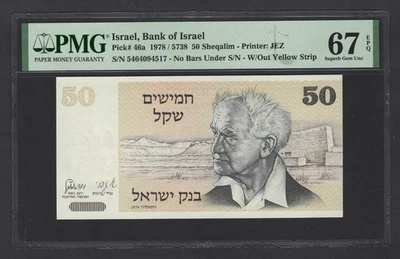 PMG
PAPER MONEY GUARANTY
Israel, Bank of Israel
Pick# 46a 1978 / 5738 50 Sheqalim - Printer: JEZ
S/N 5464094517 - No Bars Under S/N - W/Out Yellow Strip
67
EPQ
Superb Gem Unc
50
חמישים
שקל
50
בנק ישראל